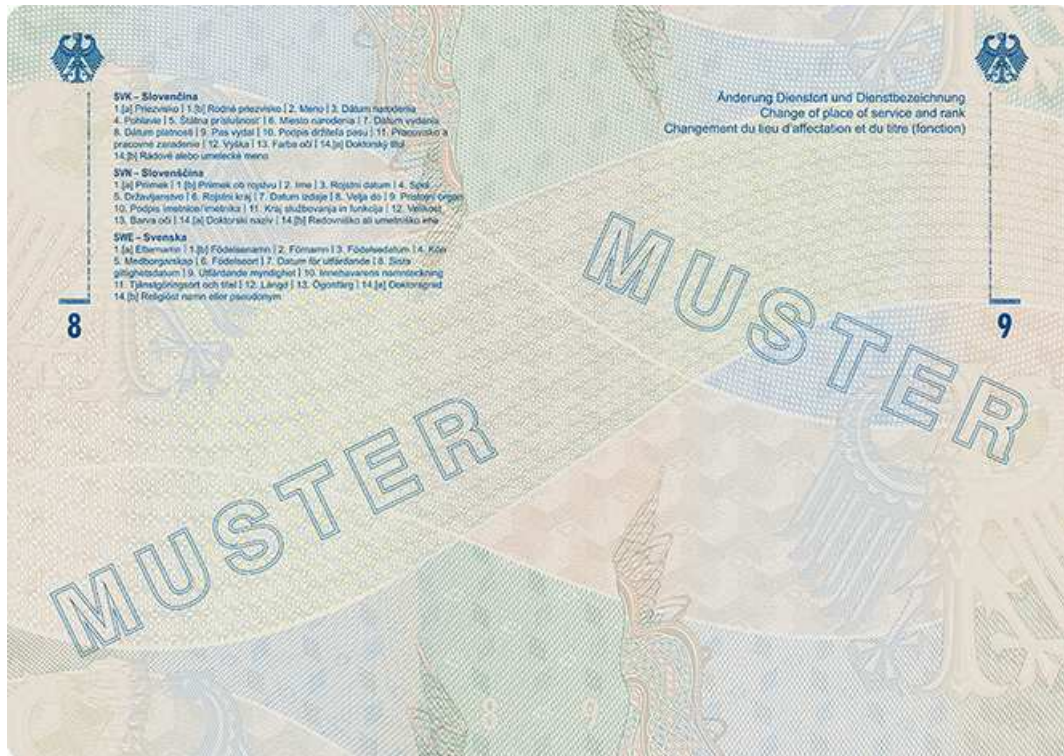 SVK – Slovenčina
1.[a] Priezvisko | 1.[b] Rodné priezvisko | 2. Meno | 3. Dátum narodenia
4. Pohlavie | 5. Štátna príslušnosť | 6. Miesto narodenia | 7. Dátum vydania
8. Dátum platnosti | 9. Pas vydal | 10. Podpis držiteľa pasu | 11. Pracovisko a
pracovné zaradenie | 12. Výška | 13. Farba očí | 14.[a] Doktorský titul
14.[b] Rádové alebo umelecké meno
SVN – Slovenščina
1.[a] Priimek | 1.[b] Priimek ob rojstvu | 2. Ime | 3. Rojstni datum | 4. Spol
5. Državljanstvo | 6. Rojstni kraj | 7. Datum izdaje | 8. Velja do | 9. Pristojni organ
10. Podpis imetnice/imetnika | 11. Kraj službovanja in funkcija | 12. Velikost
13. Barva oči | 14.[a] Doktorski naziv | 14.[b] Redovniško ali umetniško ime
SWE – Svenska
1.[a] Efternamn | 1.[b] Födelsenamn | 2. Förnamn | 3. Födelsedatum | 4. Kön
5. Medborgarskap | 6. Födelseort | 7. Datum för utfärdande | 8. Sista
giltighetsdatum | 9. Utfärdande myndighet | 10. Innehavarens namnteckning
11. Tjänstgöringsort och titel | 12. Längd | 13. Ögonfärg | 14.[a] Doktorsgrad
14.[b] Religiöst namn eller pseudonym
8
Änderung Dienstort und Dienstbezeichnung
Change of place of service and rank
Changement du lieu d'affectation et du titre (fonction)
9
MUSTER
MUSTER
8 9